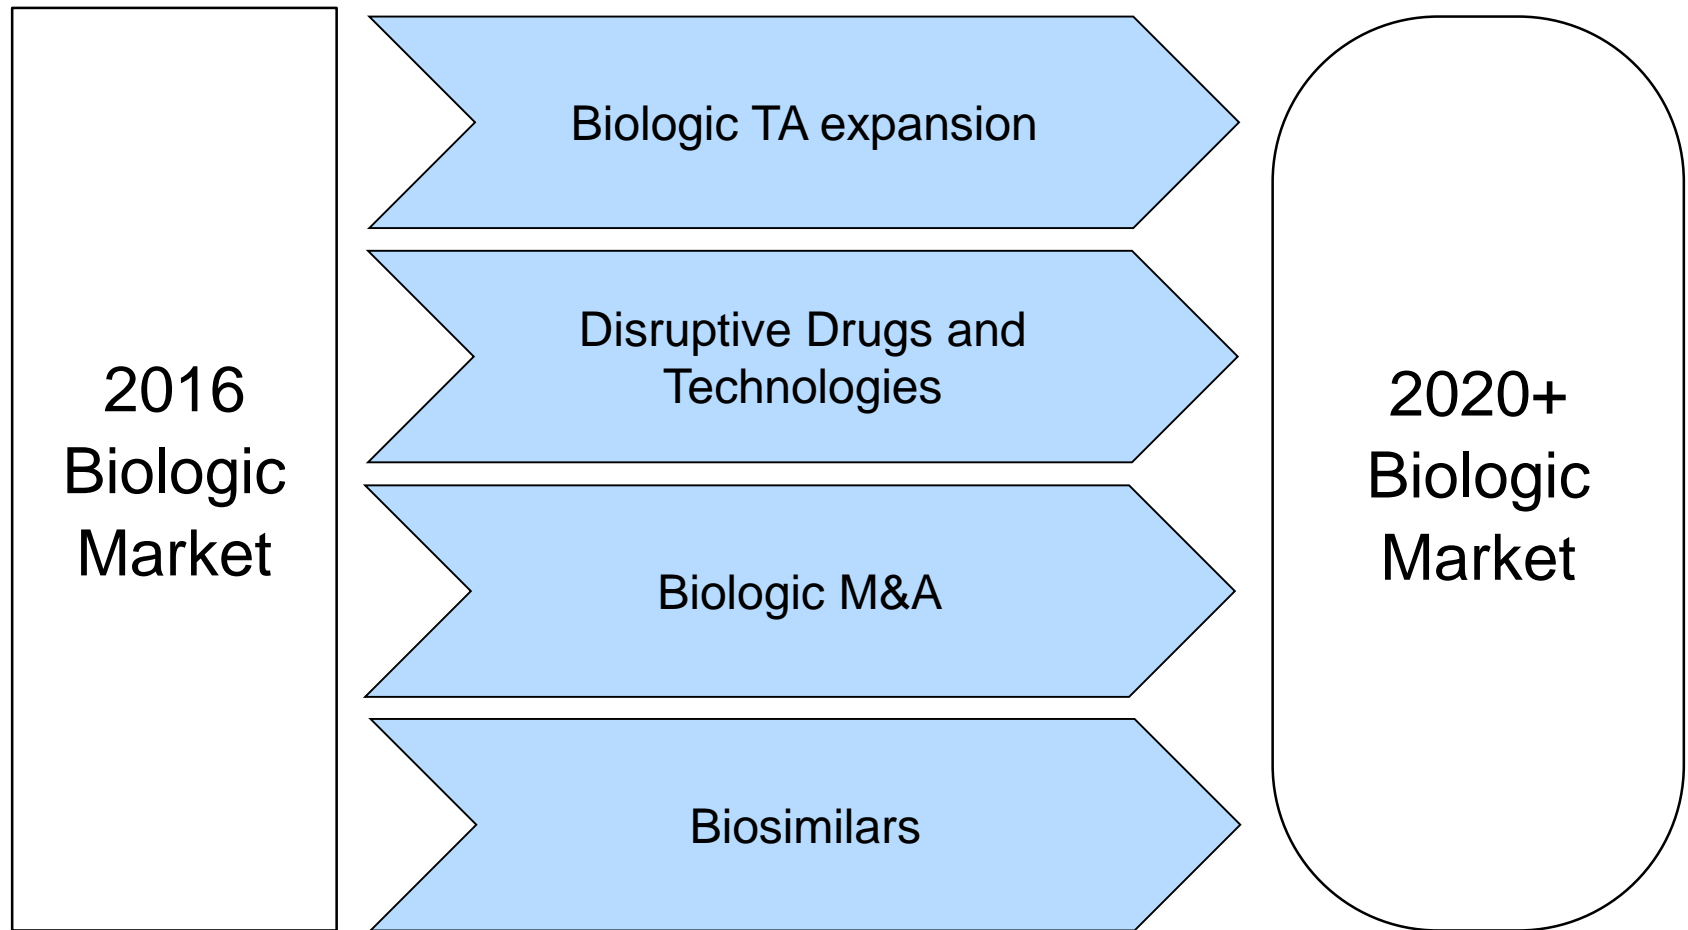 2016
Biologic
Market
Biologic TA expansion
Disruptive Drugs and
Technologies
Biologic M&A
Biosimilars
2020+
Biologic
Market